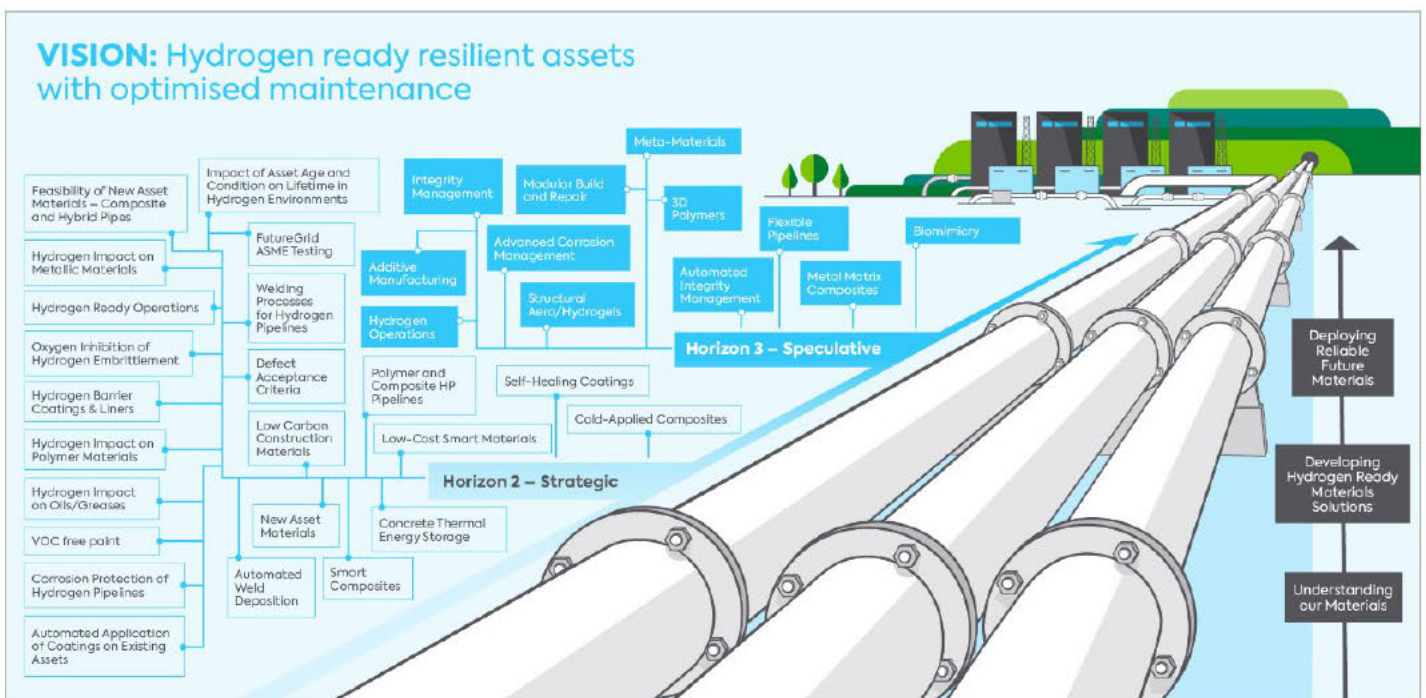 VISION: Hydrogen ready resilient assets
with optimised maintenance
Feasibility of New Asset
Materials – Composite
and Hybrid Pipes
Impact of Asset Age and
Condition on Lifetime in
Hydrogen Environments
Hydrogen Impact on
Metallic Materials
FutureGrid
ASME Testing
Hydrogen Ready Operations
Welding
Processes
for Hydrogen
Pipelines
Oxygen Inhibition of
Hydrogen Embrittlement
Defect
Acceptance
Criteria
Hydrogen Barrier
Coatings & Liners
Hydrogen Impact on
Polymer Materials
Low Carbon
Construction
Materials
Hydrogen Impact
on Oils/Greases
VOC free paint
Corrosion Protection of
Hydrogen Pipelines
Automated Application
of Coatings on Existing
Assets
New Asset
Materials
Automated
Weld
Deposition
Smart
Composites
Concrete Thermal
Energy Storage
Polymer and
Composite HP
Pipelines
Low-Cost Smart Materials
Self-Healing Coatings
Cold-Applied Composites
Horizon 2 – Strategic
Integrity
Management
Additive
Manufacturing
Hydrogen
Operations
Advanced Corrosion
Management
Structural
Aero/Hydrogels
Modular Build
and Repair
Meta-Materials
3D
Polymers
Automated
Integrity
Management
Flexible
Pipelines
Metal Matrix
Composites
Biomimicry
Horizon 3 – Speculative
Deploying
Reliable
Future
Materials
Developing
Hydrogen Ready
Materials
Solutions
Understanding
our Materials